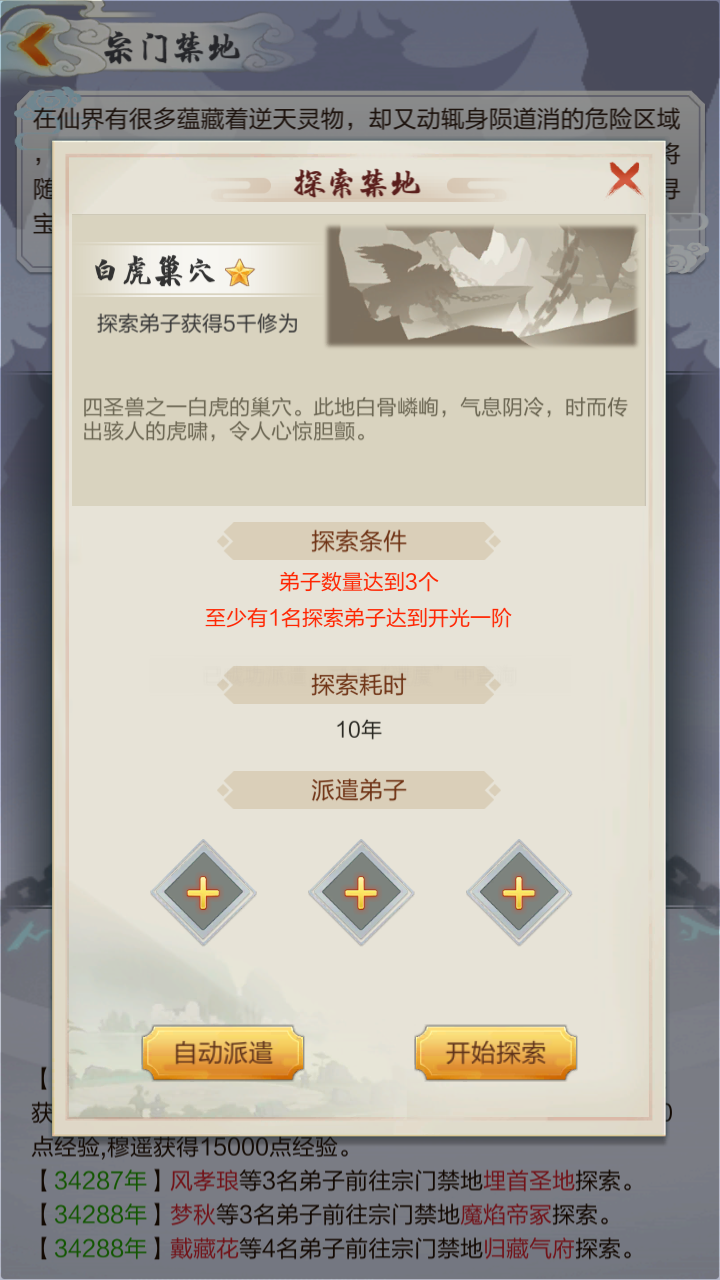 宗门禁地
在仙界有很多蕴藏着逆天灵物，却又动辄身陨道消的危险区域
，
将
随
寻
宝
探索禁地
白虎巢穴
探索弟子获得5千修为
四圣兽之一白虎的巢穴。此地白骨嶙峋，气息阴冷，时而传
出骇人的虎啸，令人心惊胆颤。
探索条件
弟子数量达到3个
至少有1名探索弟子达到开光一阶
探索耗时
10年
派遣弟子
自动派遣
开始探索
【
获
0
点经验,穆遥获得15000点经验。
【34287年】风孝琅等3名弟子前往宗门禁地埋首圣地探索。
【34288年】梦秋等3名弟子前往宗门禁地魔焰帝冢探索。
【34288年】戴藏花等4名弟子前往宗门禁地归藏气府探索。